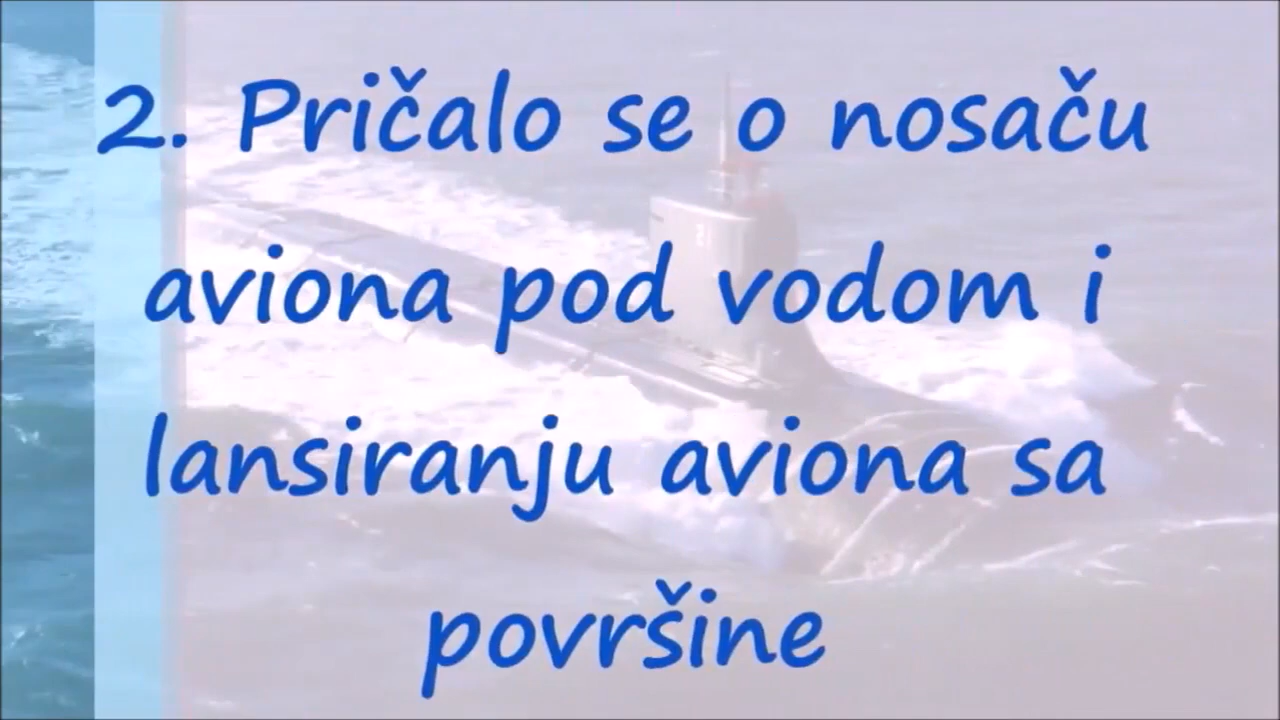 2. Pričalo se o nosaču
aviona pod vodom i
lansiranju aviona sa
površine